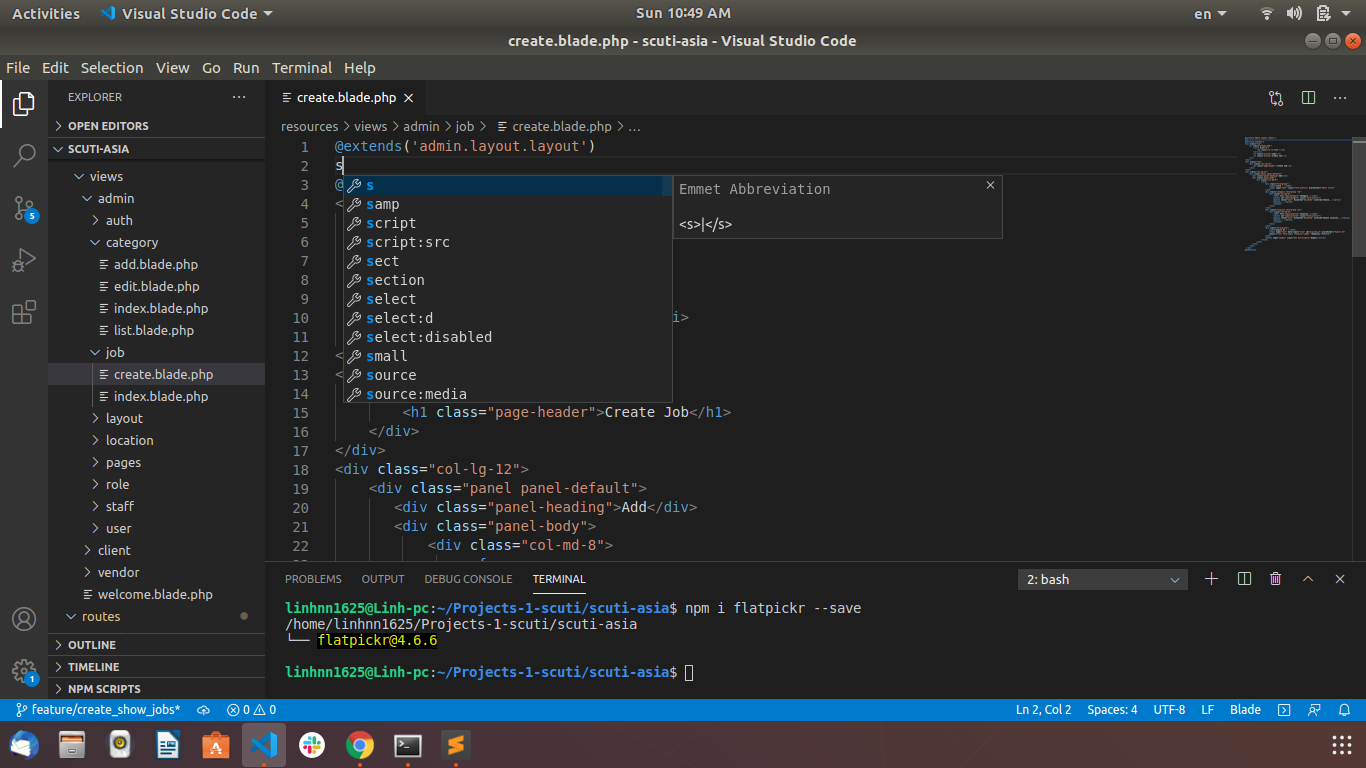 Activities Visual Studio Code Sun 10:49 AM en
create.blade.php - scuti-asia - Visual Studio Code
File Edit Selection View Go Run Terminal Help
EXPLORER
OPEN EDITORS
SCUTI-ASIA
views
admin
auth
category
add.blade.php
edit.blade.php
index.blade.php
list.blade.php
job
create.blade.php
index.blade.php
layout
location
pages
role
staff
user
client
vendor
welcome.blade.php
routes
OUTLINE
TIMELINE
NPM SCRIPTS
5
1
create.blade.php
resources > views > admin > job > create.blade.php > ...
1 @extends('admin.layout.layout')
2 s
3 @
4 <
5
6
7
8
9
10 i>
11
12 <
13 <
14
15 <h1 class="page-header">Create Job</h1>
16 </div>
17 </div>
18 <div class="col-lg-12">
19 <div class="panel panel-default">
20 <div class="panel-heading">Add</div>
21 <div class="panel-body">
22 <div class="col-md-8">
s
samp
script
script:src
sect
section
select
select:d
select:disabled
small
source
source:media
Emmet Abbreviation
<s>|</s>
PROBLEMS OUTPUT DEBUG CONSOLE TERMINAL 2: bash
linhnn1625@Linh-pc:~/Projects-1-scuti/scuti-asia$ npm i flatpickr --save
/home/linhnn1625/Projects-1-scuti/scuti-asia
└── flatpickr@4.6.6
linhnn1625@Linh-pc:~/Projects-1-scuti/scuti-asia$
feature/create_show_jobs* 0 0 Ln 2, Col 2 Spaces: 4 UTF-8 LF Blade